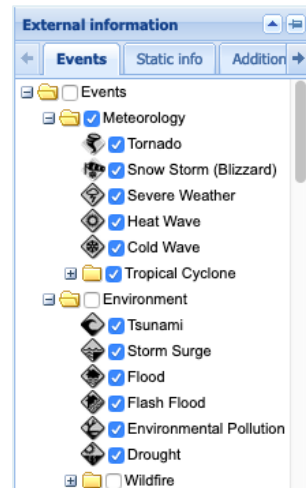 External information
Events Static info Addition
Events
Meteorology
Tornado
Snow Storm (Blizzard)
Severe Weather
Heat Wave
Cold Wave
Tropical Cyclone
Environment
Tsunami
Storm Surge
Flood
Flash Flood
Environmental Pollution
Drought
Wildfire